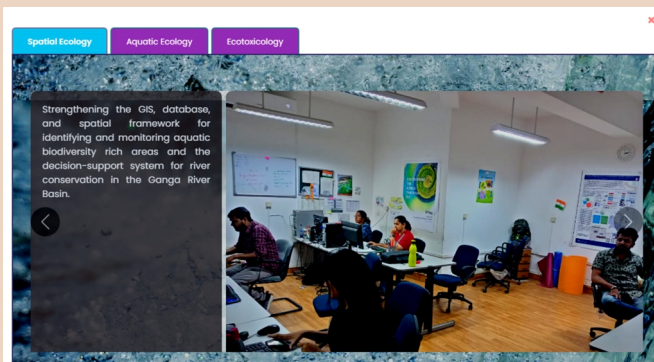 Spatial Ecology
Aquatic Ecology
Ecotoxicology
Strengthening the GIS, database,
and spatial framework for
identifying and monitoring aquatic
biodiversity rich areas and the
decision-support system for river
conservation in the Ganga River
Basin.